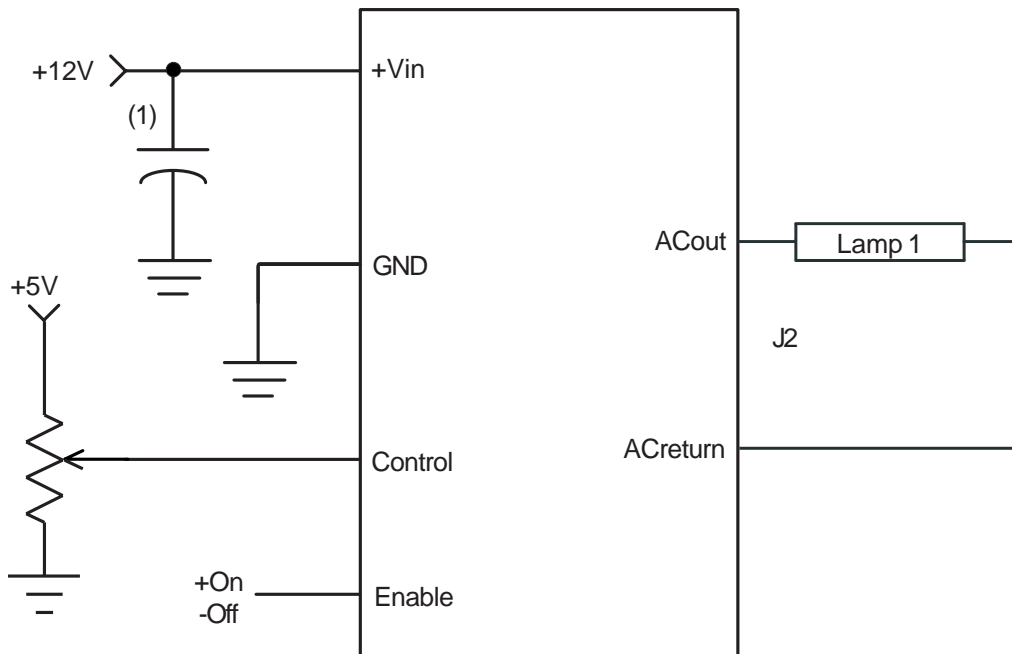 +12V
+Vin
(1)
ACout
Lamp 1
GND
+5V
J2
Control
ACreturn
+On
-Off
Enable